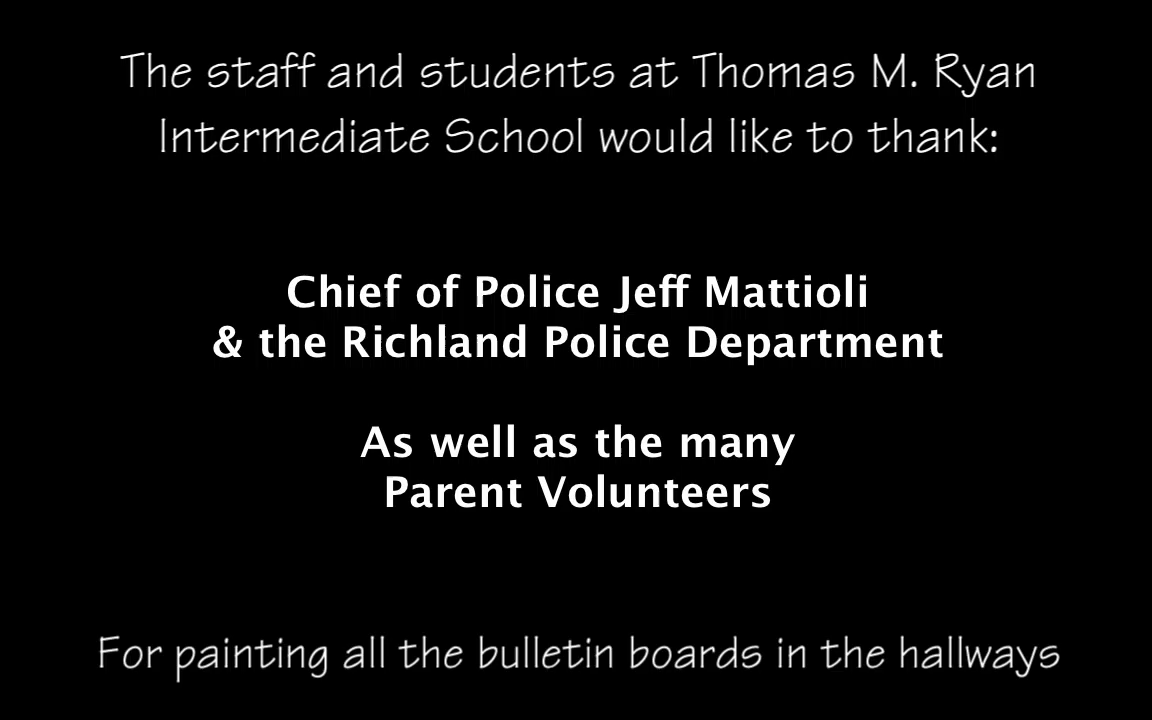 The staff and students at Thomas M. Ryan
Intermediate School would like to thank:
Chief of Police Jeff Mattioli
& the Richland Police Department
As well as the many
Parent Volunteers
For painting all the bulletin boards in the hallways